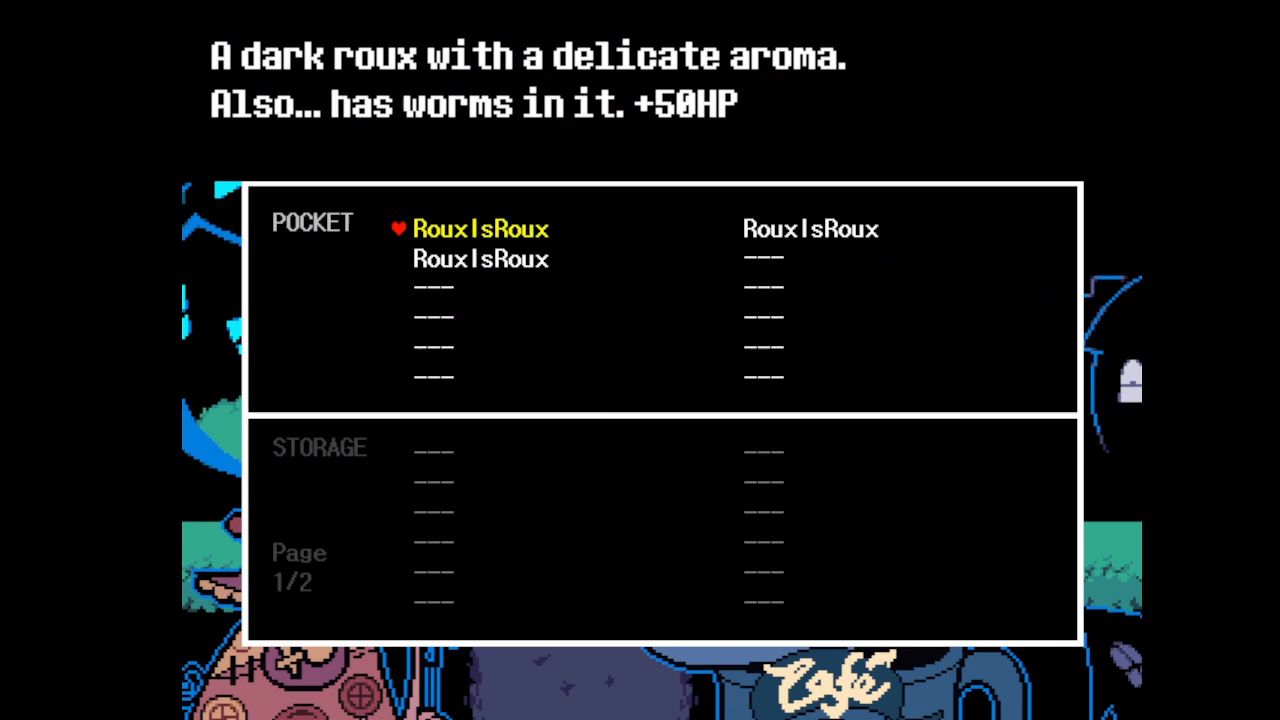 A dark roux with a delicate aroma.
Also... has worms in it. +50HP
POCKET
RouxIsRoux RouxIsRoux
RouxIsRoux ---
--- ---
--- ---
--- ---
--- ---
STORAGE
--- ---
--- ---
--- ---
--- ---
--- ---
--- ---
Page
1/2
Café